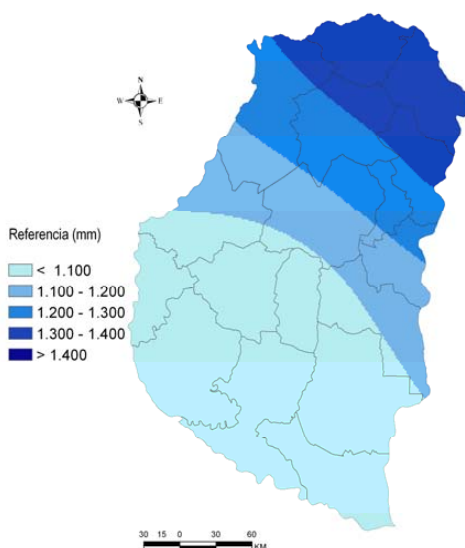 N
W E
S
Referencia (mm)
< 1.100
1.100 - 1.200
1.200 - 1.300
1.300 - 1.400
> 1.400
30 15 0 30 60
KM